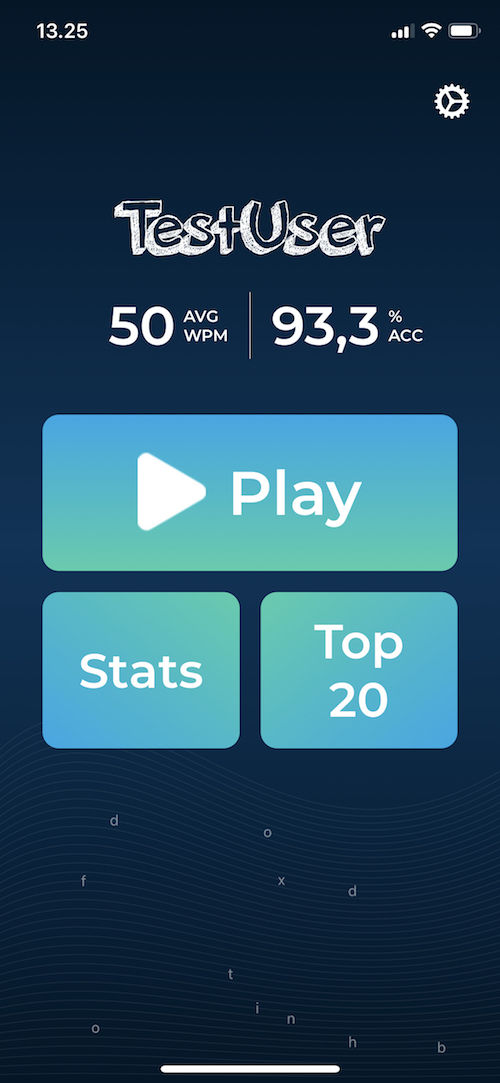 13.25
TestUser
50 AVG WPM
93,3 % ACC
Play
Stats
Top
20
d
o
f
x
d
t
i
n
o
h
b